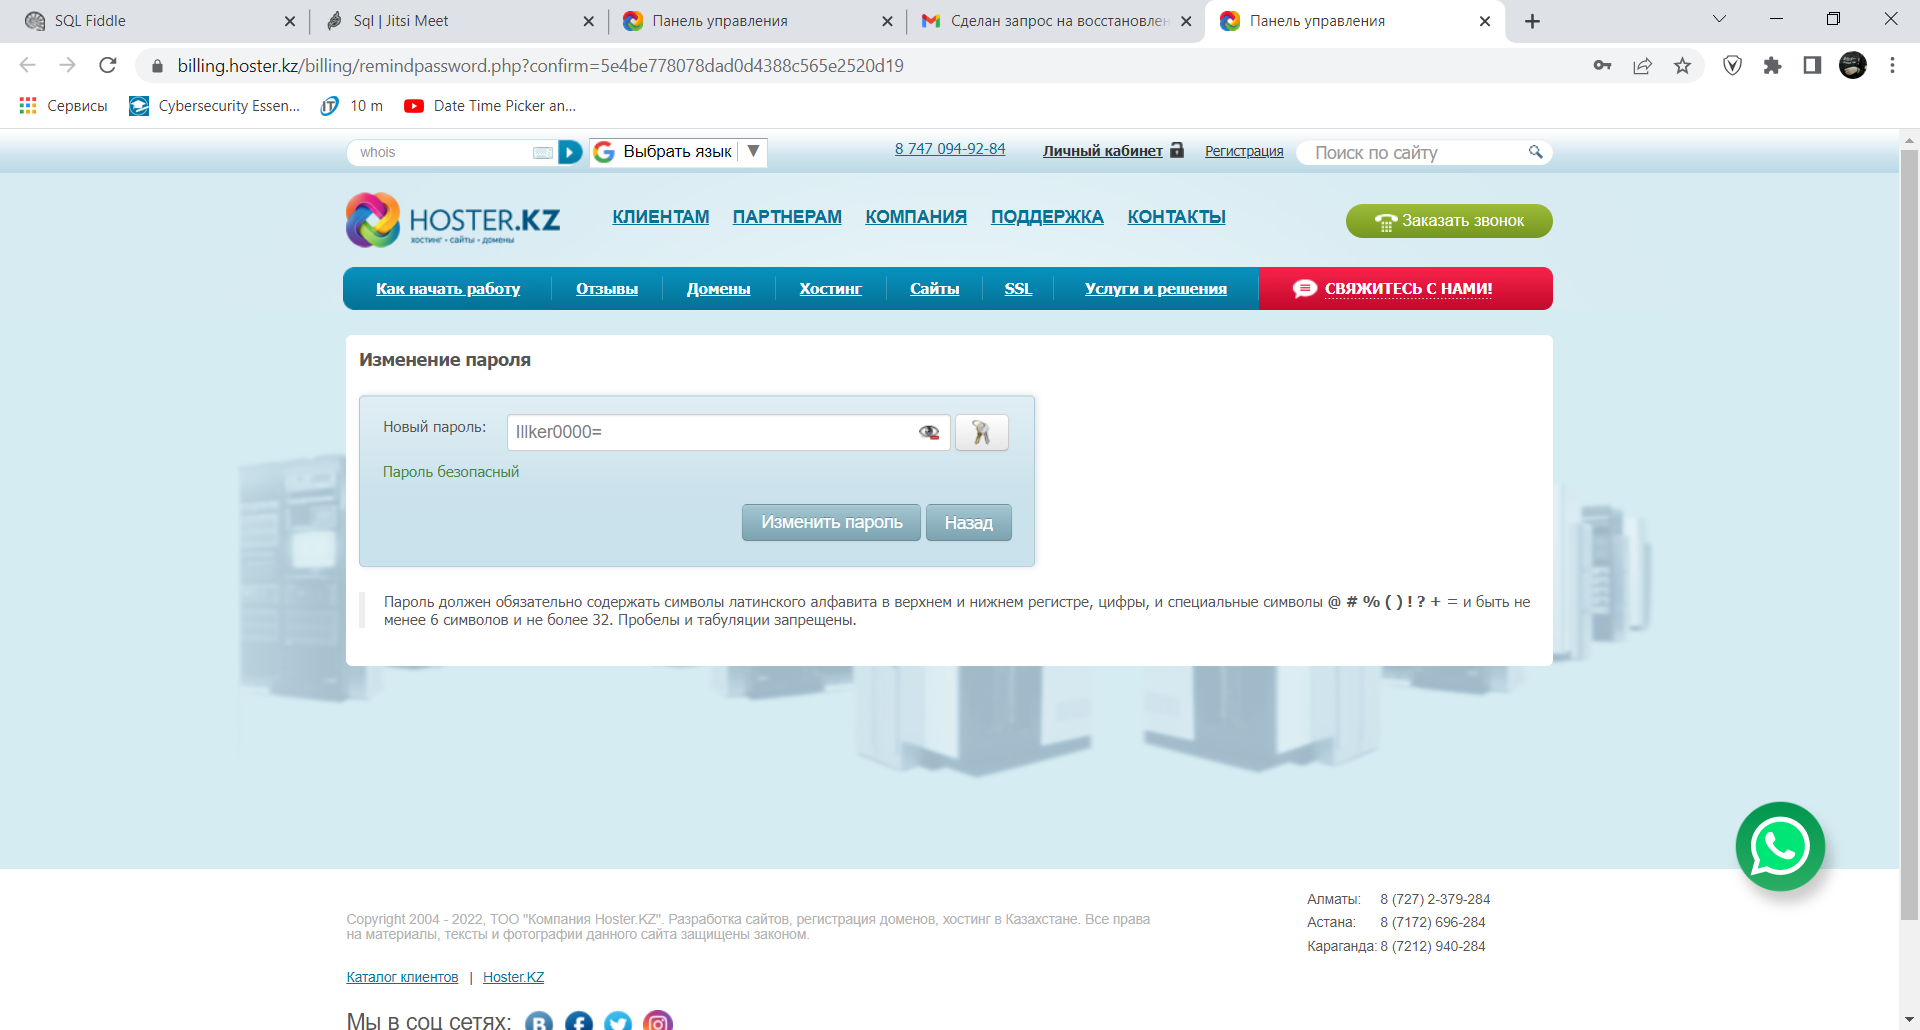 SQL Fiddle
Sql | Jitsi Meet
Панель управления
Сделан запрос на восстановлен
Панель управления
billing.hoster.kz/billing/remindpassword.php?confirm=5e4be778078dad0d4388c565e2520d19
Сервисы
Cybersecurity Essen...
10 m
Date Time Picker an...
whois
Выбрать язык
8 747 094-92-84
Личный кабинет
Регистрация
Поиск по сайту
HOSTER.KZ
хостинг • сайты • домены
КЛИЕНТАМ
ПАРТНЕРАМ
КОМПАНИЯ
ПОДДЕРЖКА
КОНТАКТЫ
Заказать звонок
Как начать работу
Отзывы
Домены
Хостинг
Сайты
SSL
Услуги и решения
СВЯЖИТЕСЬ С НАМИ!
Изменение пароля
Новый пароль:
Illker0000=
Пароль безопасный
Изменить пароль
Назад
Пароль должен обязательно содержать символы латинского алфавита в верхнем и нижнем регистре, цифры, и специальные символы @ # % ( ) ! ? + = и быть не
менее 6 символов и не более 32. Пробелы и табуляции запрещены.
Copyright 2004 - 2022, ТОО "Компания Hoster.KZ". Разработка сайтов, регистрация доменов, хостинг в Казахстане. Все права
на материалы, тексты и фотографии данного сайта защищены законом.
Алматы: 8 (727) 2-379-284
Астана: 8 (7172) 696-284
Караганда: 8 (7212) 940-284
Каталог клиентов | Hoster.KZ
Мы в соц сетях: